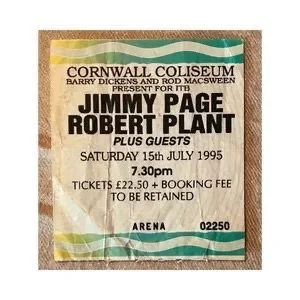 CORNWALL COLISEUM
BARRY DICKENS AND ROD MACSWEEN
PRESENT FOR ITB
JIMMY PAGE
ROBERT PLANT
PLUS GUESTS
SATURDAY 15th JULY 1995
7.30pm
TICKETS £22.50 + BOOKING FEE
TO BE RETAINED
ARENA 02250